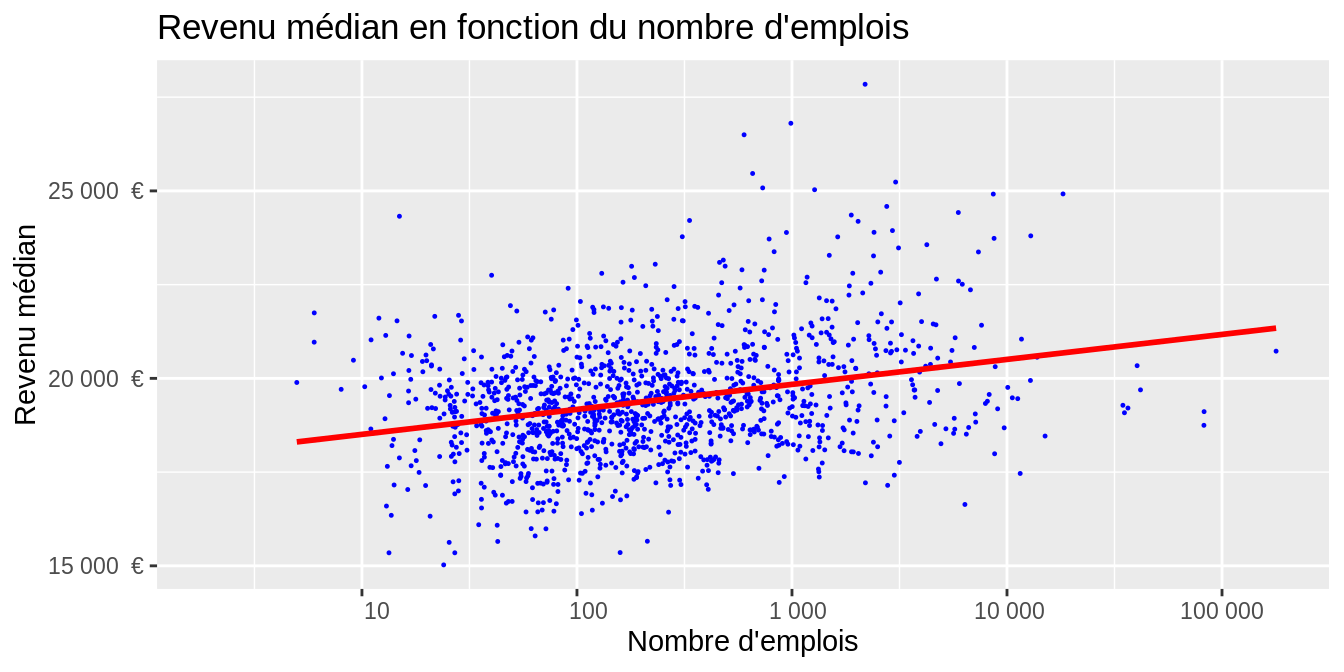 Revenu médian en fonction du nombre d'emplois
Revenu médian
25 000 €
20 000 €
15 000 €
10
100
1 000
10 000
100 000
Nombre d'emplois